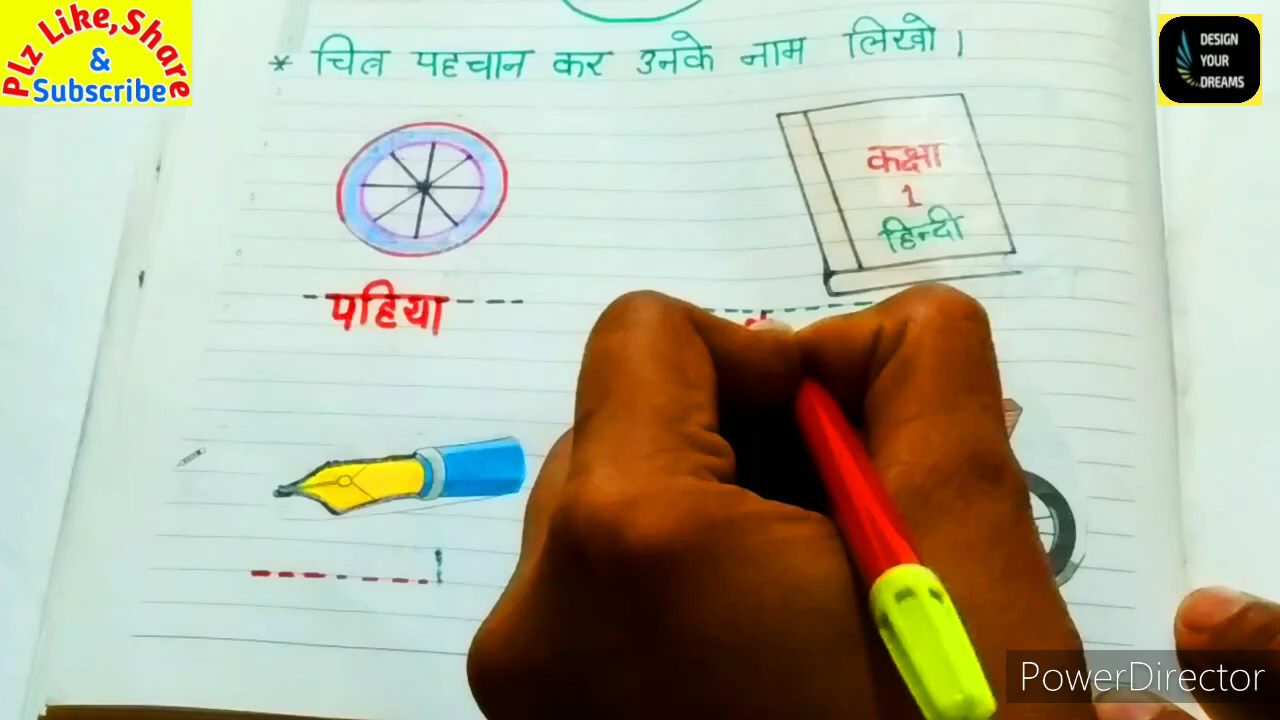 Plz Like, Share
&
Subscribe
DESIGN
YOUR
DREAMS
* चित्र पहचान कर उनके नाम लिखो ।
कक्षा
1
हिन्दी
पहिया
PowerDirector